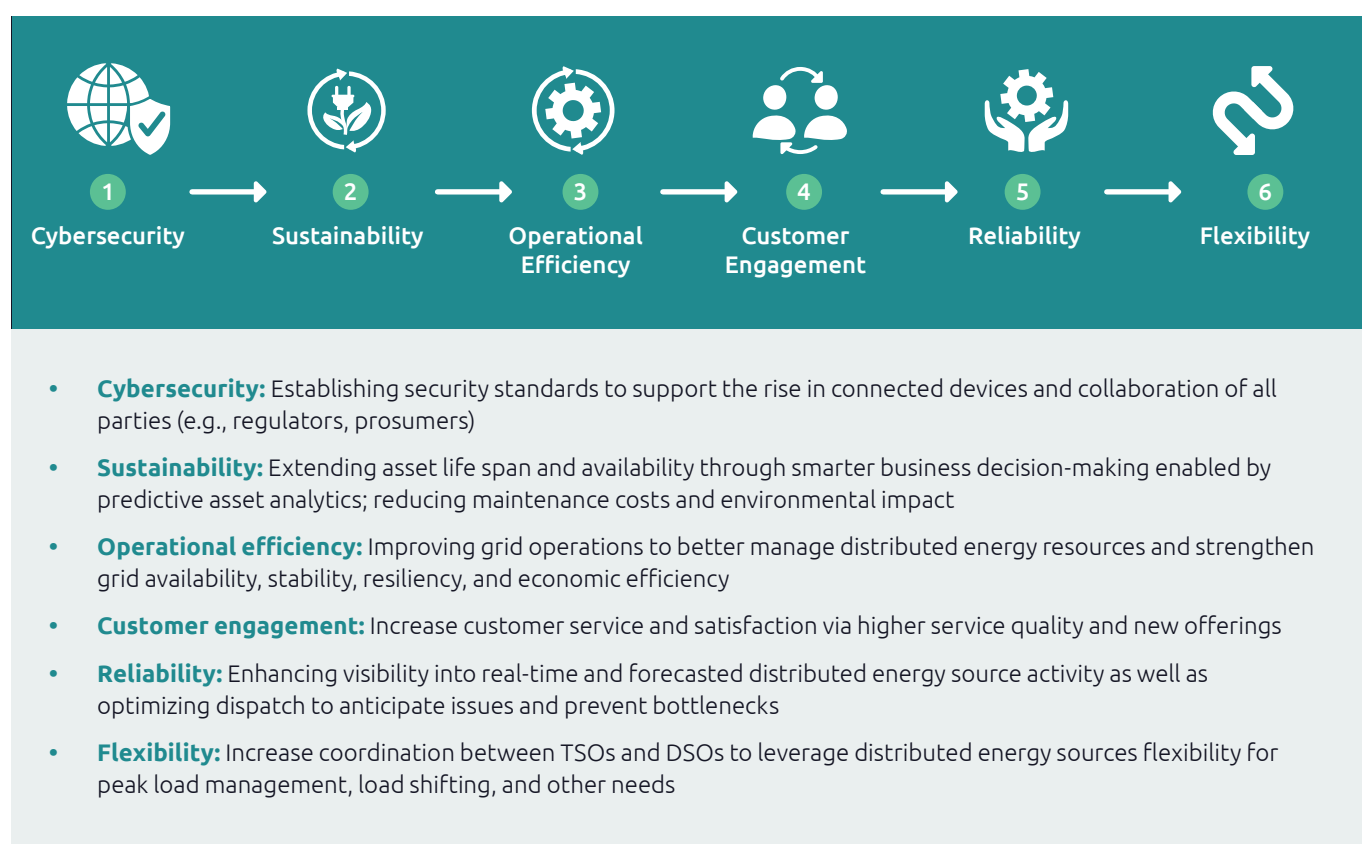 1
2
3
4
5
6
Cybersecurity
Sustainability
Operational
Efficiency
Customer
Engagement
Reliability
Flexibility
• Cybersecurity: Establishing security standards to support the rise in connected devices and collaboration of all
parties (e.g., regulators, prosumers)
• Sustainability: Extending asset life span and availability through smarter business decision-making enabled by
predictive asset analytics; reducing maintenance costs and environmental impact
• Operational efficiency: Improving grid operations to better manage distributed energy resources and strengthen
grid availability, stability, resiliency, and economic efficiency
• Customer engagement: Increase customer service and satisfaction via higher service quality and new offerings
• Reliability: Enhancing visibility into real-time and forecasted distributed energy source activity as well as
optimizing dispatch to anticipate issues and prevent bottlenecks
• Flexibility: Increase coordination between TSOs and DSOs to leverage distributed energy sources flexibility for
peak load management, load shifting, and other needs